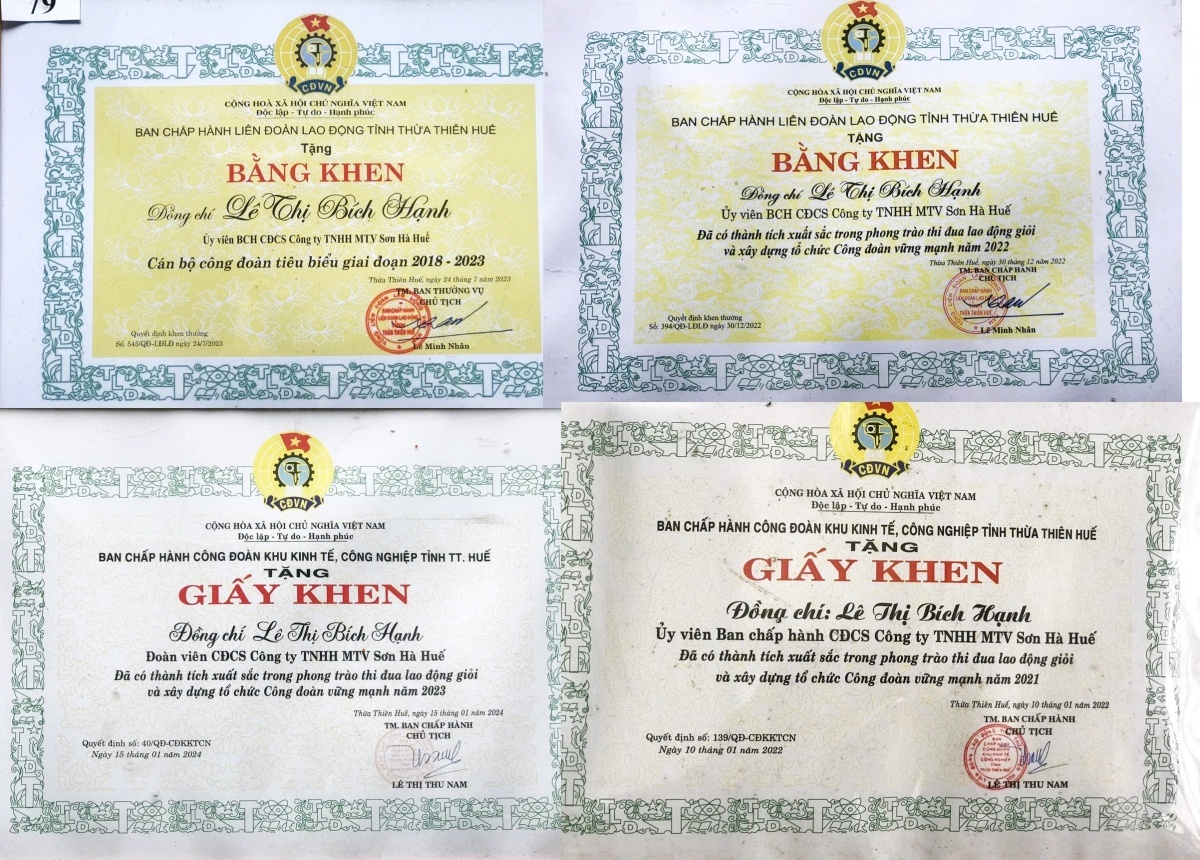 79
CĐVN
CỘNG HOÀ XÃ HỘI CHỦ NGHĨA VIỆT NAM
Độc lập - Tự do - Hạnh phúc
BAN CHẤP HÀNH LIÊN ĐOÀN LAO ĐỘNG TỈNH THỪA THIÊN HUẾ
Tặng
BẰNG KHEN
Đồng chí Lê Thị Bích Hạnh
Ủy viên BCH CĐCS Công ty TNHH MTV Sơn Hà Huế
Cán bộ công đoàn tiêu biểu giai đoạn 2018 - 2023
Thừa Thiên Huế, ngày 24 tháng 7 năm 2023
TM. BAN THƯỜNG VỤ
CHỦ TỊCH
Quyết định khen thưởng
Số: 545/QĐ-LĐLĐ ngày 24/7/2023
Lê Minh Nhân
CĐVN
CỘNG HOÀ XÃ HỘI CHỦ NGHĨA VIỆT NAM
Độc lập - Tự do - Hạnh phúc
BAN CHẤP HÀNH LIÊN ĐOÀN LAO ĐỘNG TỈNH THỪA THIÊN HUẾ
TẶNG
BẰNG KHEN
Đồng chí Lê Thị Bích Hạnh
Ủy viên BCH CĐCS Công ty TNHH MTV Sơn Hà Huế
Đã có thành tích xuất sắc trong phong trào thi đua lao động giỏi
và xây dựng tổ chức Công đoàn vững mạnh năm 2022
Thừa Thiên Huế, ngày 30 tháng 12 năm 2022
TM. BAN CHẤP HÀNH
CHỦ TỊCH
Quyết định khen thưởng
Số: 394/QĐ-LĐLĐ ngày 30/12/2022
Lê Minh Nhân
CĐVN
CỘNG HÒA XÃ HỘI CHỦ NGHĨA VIỆT NAM
Độc lập - Tự do - Hạnh phúc
BAN CHẤP HÀNH CÔNG ĐOÀN KHU KINH TẾ, CÔNG NGHIỆP TỈNH TT. HUẾ
TẶNG
GIẤY KHEN
Đồng chí Lê Thị Bích Hạnh
Đoàn viên CĐCS Công ty TNHH MTV Sơn Hà Huế
Đã có thành tích xuất sắc trong phong trào thi đua lao động giỏi
và xây dựng tổ chức Công đoàn vững mạnh năm 2023
Thừa Thiên Huế, ngày 15 tháng 01 năm 2024
TM. BAN CHẤP HÀNH
CHỦ TỊCH
Quyết định số: 40/QĐ-CĐKKTCN
Ngày 15 tháng 01 năm 2024
LÊ THỊ THU NAM
CĐVN
CỘNG HÒA XÃ HỘI CHỦ NGHĨA VIỆT NAM
Độc lập - Tự do - Hạnh phúc
BAN CHẤP HÀNH CÔNG ĐOÀN KHU KINH TẾ, CÔNG NGHIỆP TỈNH THỪA THIÊN HUẾ
TẶNG
GIẤY KHEN
Đồng chí: Lê Thị Bích Hạnh
Ủy viên Ban chấp hành CĐCS Công ty TNHH MTV Sơn Hà Huế
Đã có thành tích xuất sắc trong phong trào thi đua lao động giỏi
và xây dựng tổ chức Công đoàn vững mạnh năm 2021
Thừa Thiên Huế, ngày 10 tháng 01 năm 2022
TM. BAN CHẤP HÀNH
CHỦ TỊCH
Quyết định số: 139/QĐ-CĐKKTCN
Ngày 10 tháng 01 năm 2022
BAN
CHẤP HÀNH
CÔNG ĐOÀN
KHU KINH TẾ
CÔNG NGHIỆP
TỈNH
THỪA THIÊN HUẾ
LÊ THỊ THU NAM